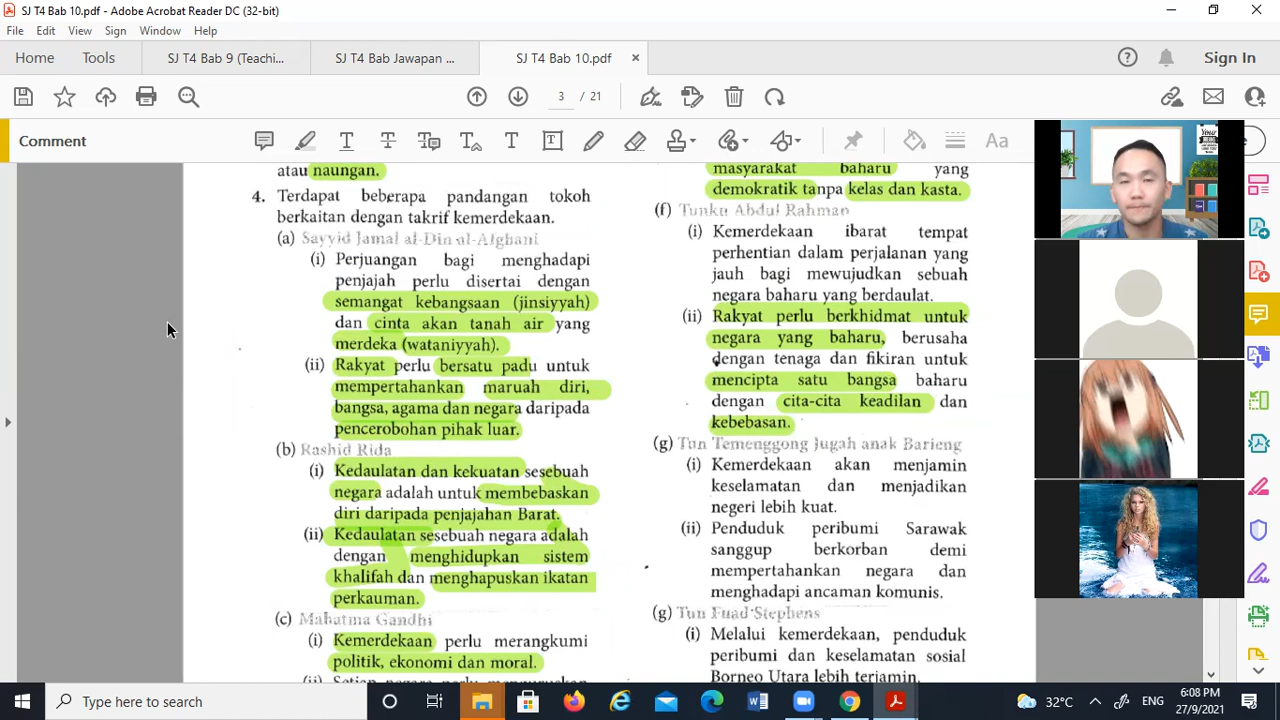 SJ T4 Bab 10.pdf - Adobe Acrobat Reader DC (32-bit)
File Edit View Sign Window Help
Home Tools SJ T4 Bab 9 (Teachi... SJ T4 Bab Jawapan ... SJ T4 Bab 10.pdf Sign In
3 / 21
Comment
Aa
atau naungan.
4. Terdapat beberapa pandangan tokoh
berkaitan dengan takrif kemerdekaan.
(a) Sayyid Jamal al-Din al-Afghani
(i) Perjuangan bagi menghadapi
penjajah perlu disertai dengan
semangat kebangsaan (jinsiyyah)
dan cinta akan tanah air yang
merdeka (wataniyyah).
(ii) Rakyat perlu bersatu padu untuk
mempertahankan maruah diri,
bangsa, agama dan negara daripada
pencerobohan pihak luar.
(b) Rashid Rida
(i) Kedaulatan dan kekuatan sesebuah
negara adalah untuk membebaskan
diri daripada penjajahan Barat.
(ii) Kedaulatan sesebuah negara adalah
dengan menghidupkan sistem
khalifah dan menghapuskan ikatan
perkauman.
(c) Mahatma Gandhi
(i) Kemerdekaan perlu merangkumi
politik, ekonomi dan moral.
(ii) Setiap negara perlu menguruskan
masyarakat baharu yang
demokratik tanpa kelas dan kasta.
(f) Tunku Abdul Rahman
(i) Kemerdekaan ibarat tempat
perhentian dalam perjalanan yang
jauh bagi mewujudkan sebuah
negara baharu yang berdaulat.
(ii) Rakyat perlu berkhidmat untuk
negara yang baharu, berusaha
dengan tenaga dan fikiran untuk
mencipta satu bangsa baharu
dengan cita-cita keadilan dan
kebebasan.
(g) Tun Temenggong Jugah anak Barieng
(i) Kemerdekaan akan menjamin
keselamatan dan menjadikan
negeri lebih kuat.
(ii) Penduduk peribumi Sarawak
sanggup berkorban demi
mempertahankan negara dan
menghadapi ancaman komunis.
(g) Tun Fuad Stephens
(i) Melalui kemerdekaan, penduduk
peribumi dan keselamatan sosial
Borneo Utara lebih terjamin.
Type here to search
32°C ENG 6:08 PM
27/9/2021